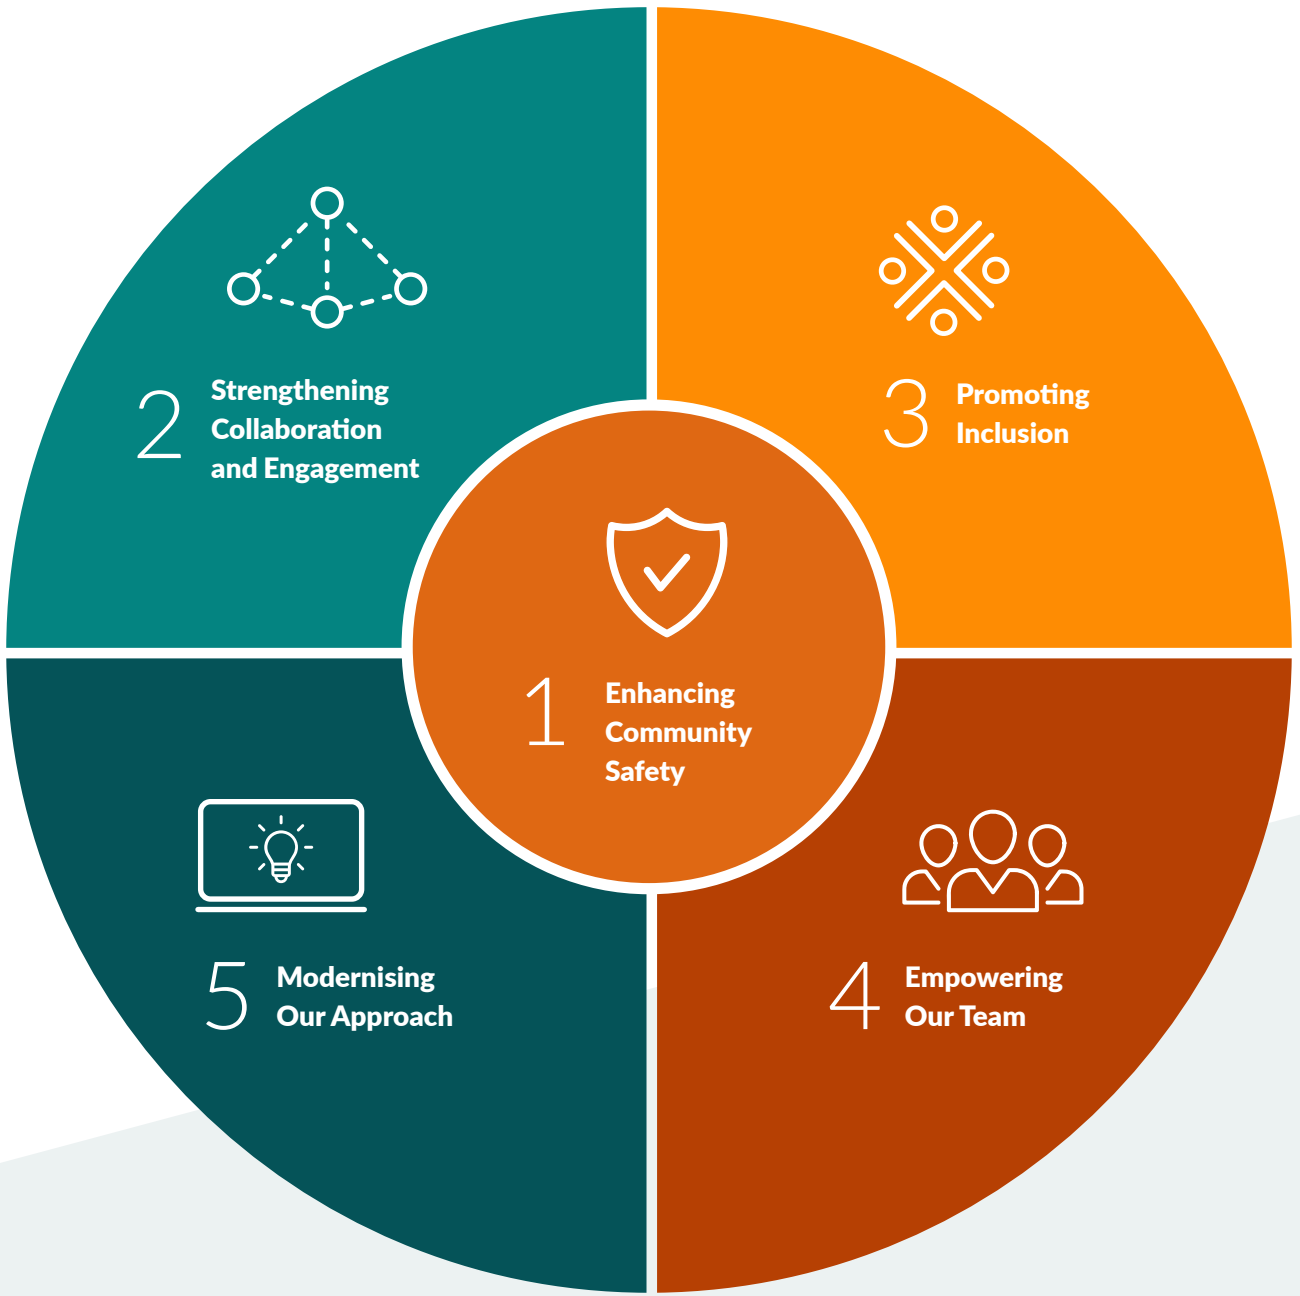 2
Strengthening
Collaboration
and Engagement
3
Promoting
Inclusion
1
Enhancing
Community
Safety
5
Modernising
Our Approach
4
Empowering
Our Team